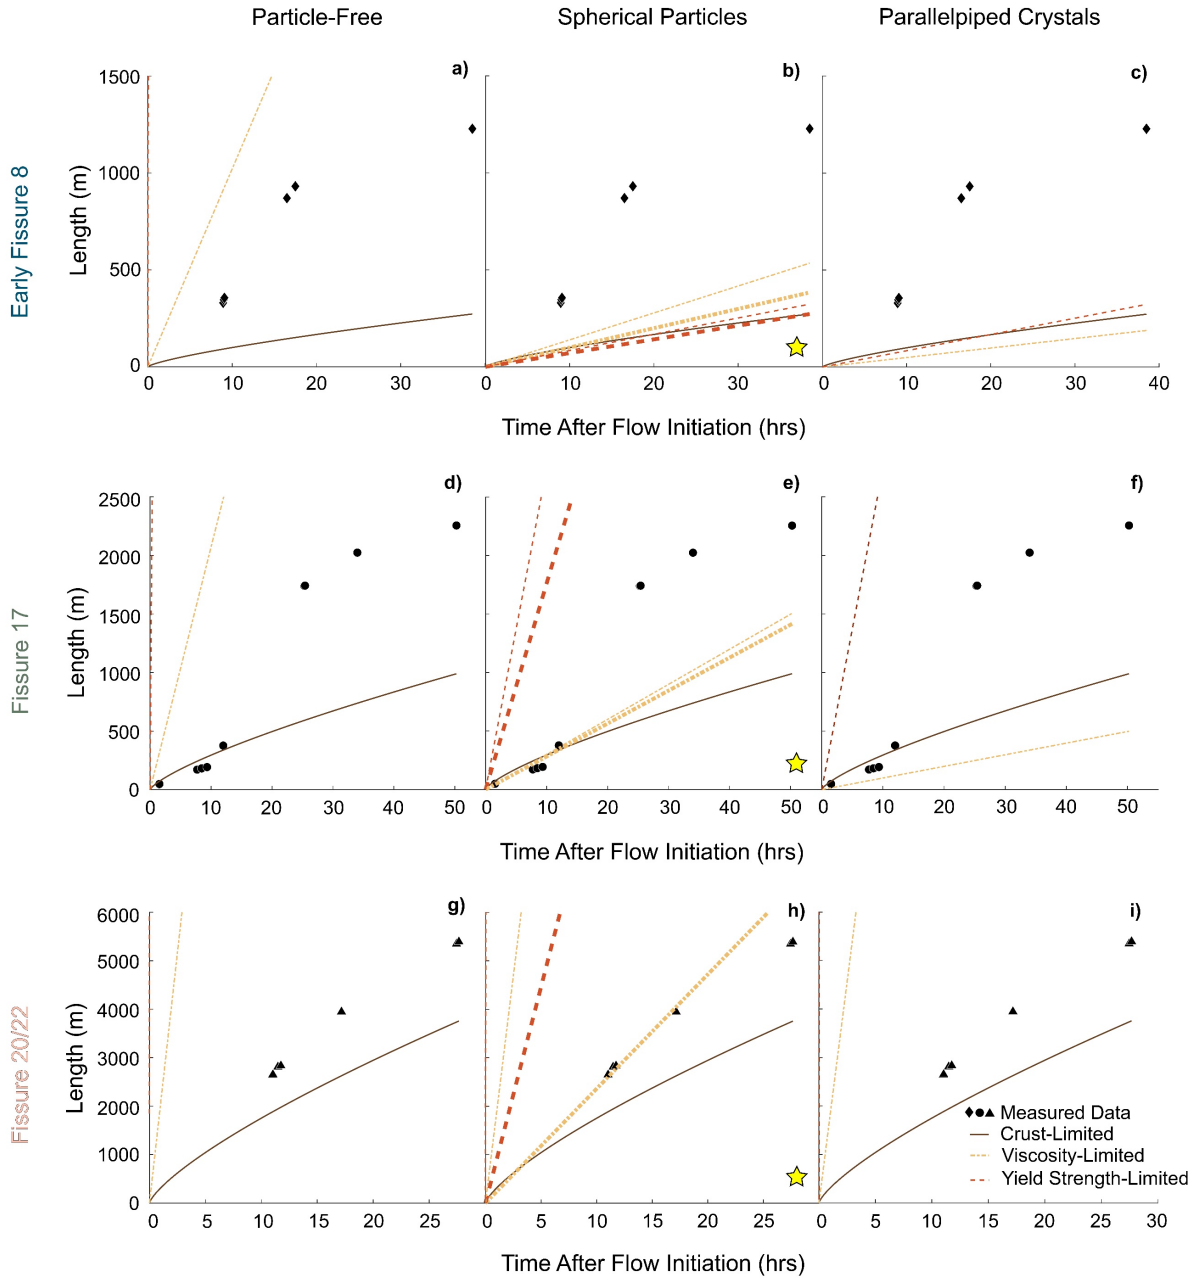 Particle-Free
Spherical Particles
Parallelpiped Crystals
Early Fissure 8
Length (m)
1500
1000
500
0
a)
b)
c)
0 10 20 30
0 10 20 30
0 10 20 30 40
Time After Flow Initiation (hrs)
Fissure 17
Length (m)
2500
2000
1500
1000
500
0
d)
e)
f)
0 10 20 30 40 50
0 10 20 30 40 50
0 10 20 30 40 50
Time After Flow Initiation (hrs)
Fissure 20/22
Length (m)
6000
5000
4000
3000
2000
1000
0
g)
h)
i)
Measured Data
Crust-Limited
Viscosity-Limited
Yield Strength-Limited
0 5 10 15 20 25
0 5 10 15 20 25
0 5 10 15 20 25 30
Time After Flow Initiation (hrs)